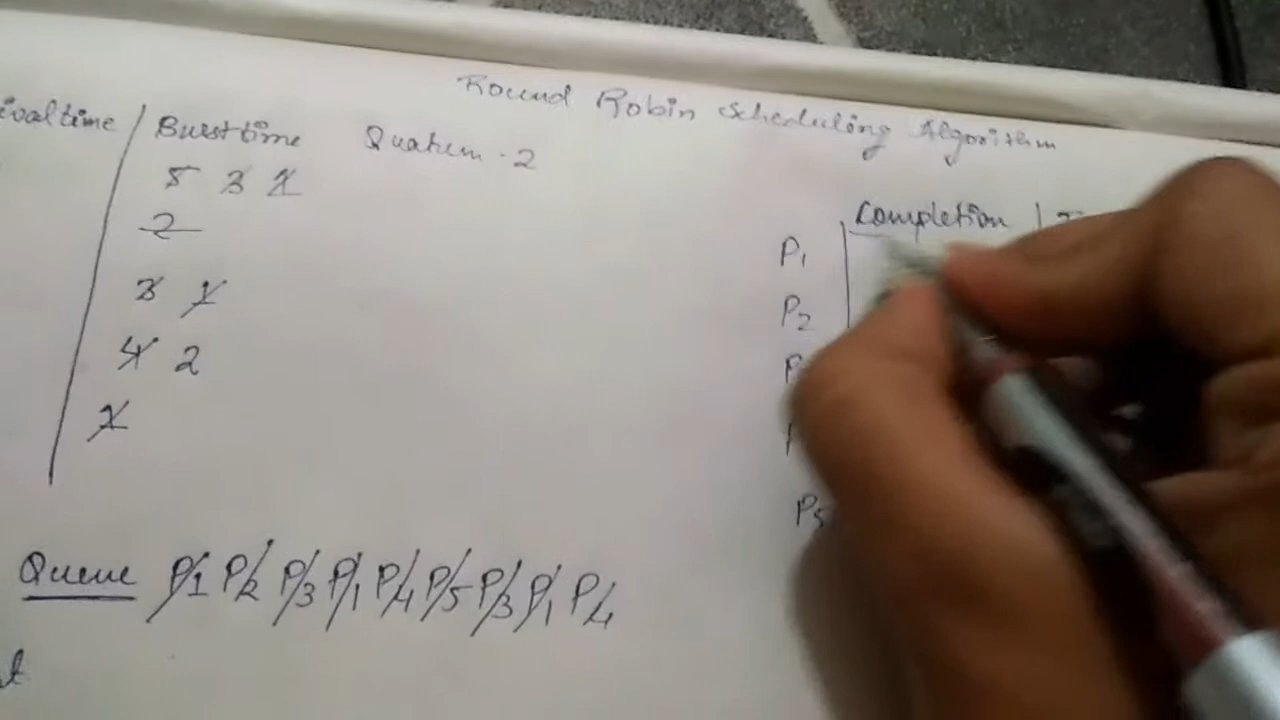 Round Robin Scheduling Algorithm
ivaltime Burst time Quatum - 2
5 3 1
2
3 1
4 2
1
Completion
P1
P2
P
P5
Queue P1 P2 P3 P1 P4 P5 P3 P1 P4
t